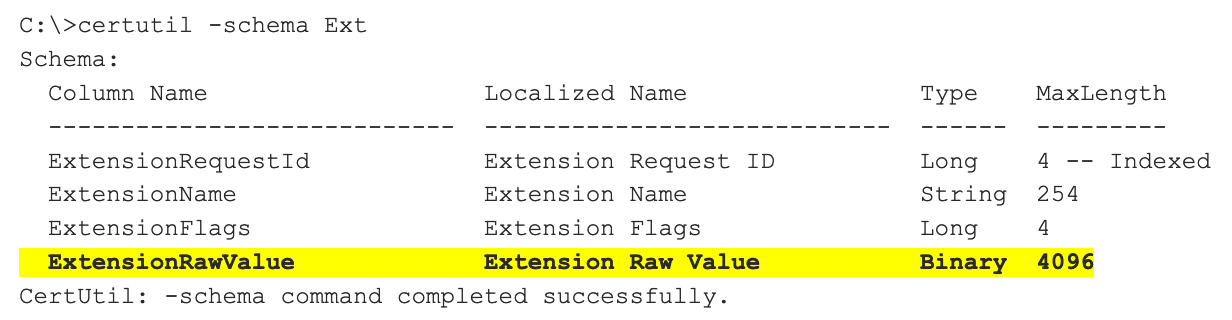 C:\>certutil -schema Ext
Schema:
  Column Name                   Localized Name                Type    MaxLength
  ----------------------------  ----------------------------  ------  ---------
  ExtensionRequestId            Extension Request ID          Long    4 -- Indexed
  ExtensionName                 Extension Name                String  254
  ExtensionFlags                Extension Flags               Long    4
  ExtensionRawValue             Extension Raw Value           Binary  4096
CertUtil: -schema command completed successfully.